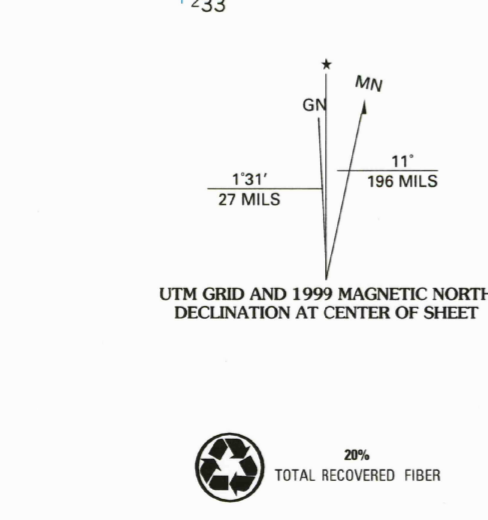 233
★
MN
GN
11°
196 MILS
1°31′
27 MILS
UTM GRID AND 1999 MAGNETIC NORTH
DECLINATION AT CENTER OF SHEET
20%
TOTAL RECOVERED FIBER